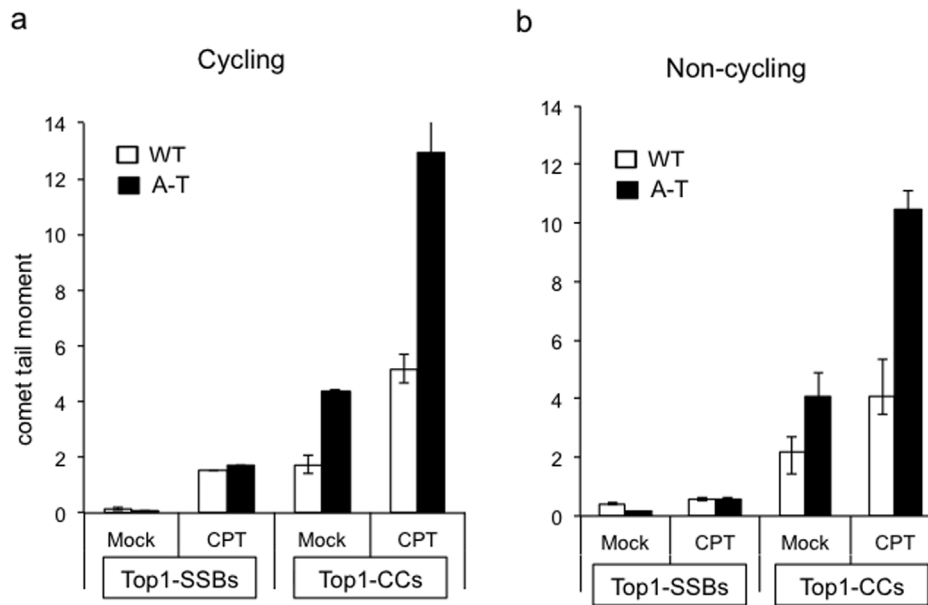 a
Cycling
comet tail moment
14
12
10
8
6
4
2
0
WT
A-T
Mock
CPT
Mock
CPT
Top1-SSBs
Top1-CCs
b
Non-cycling
14
12
10
8
6
4
2
0
WT
A-T
Mock
CPT
Mock
CPT
Top1-SSBs
Top1-CCs